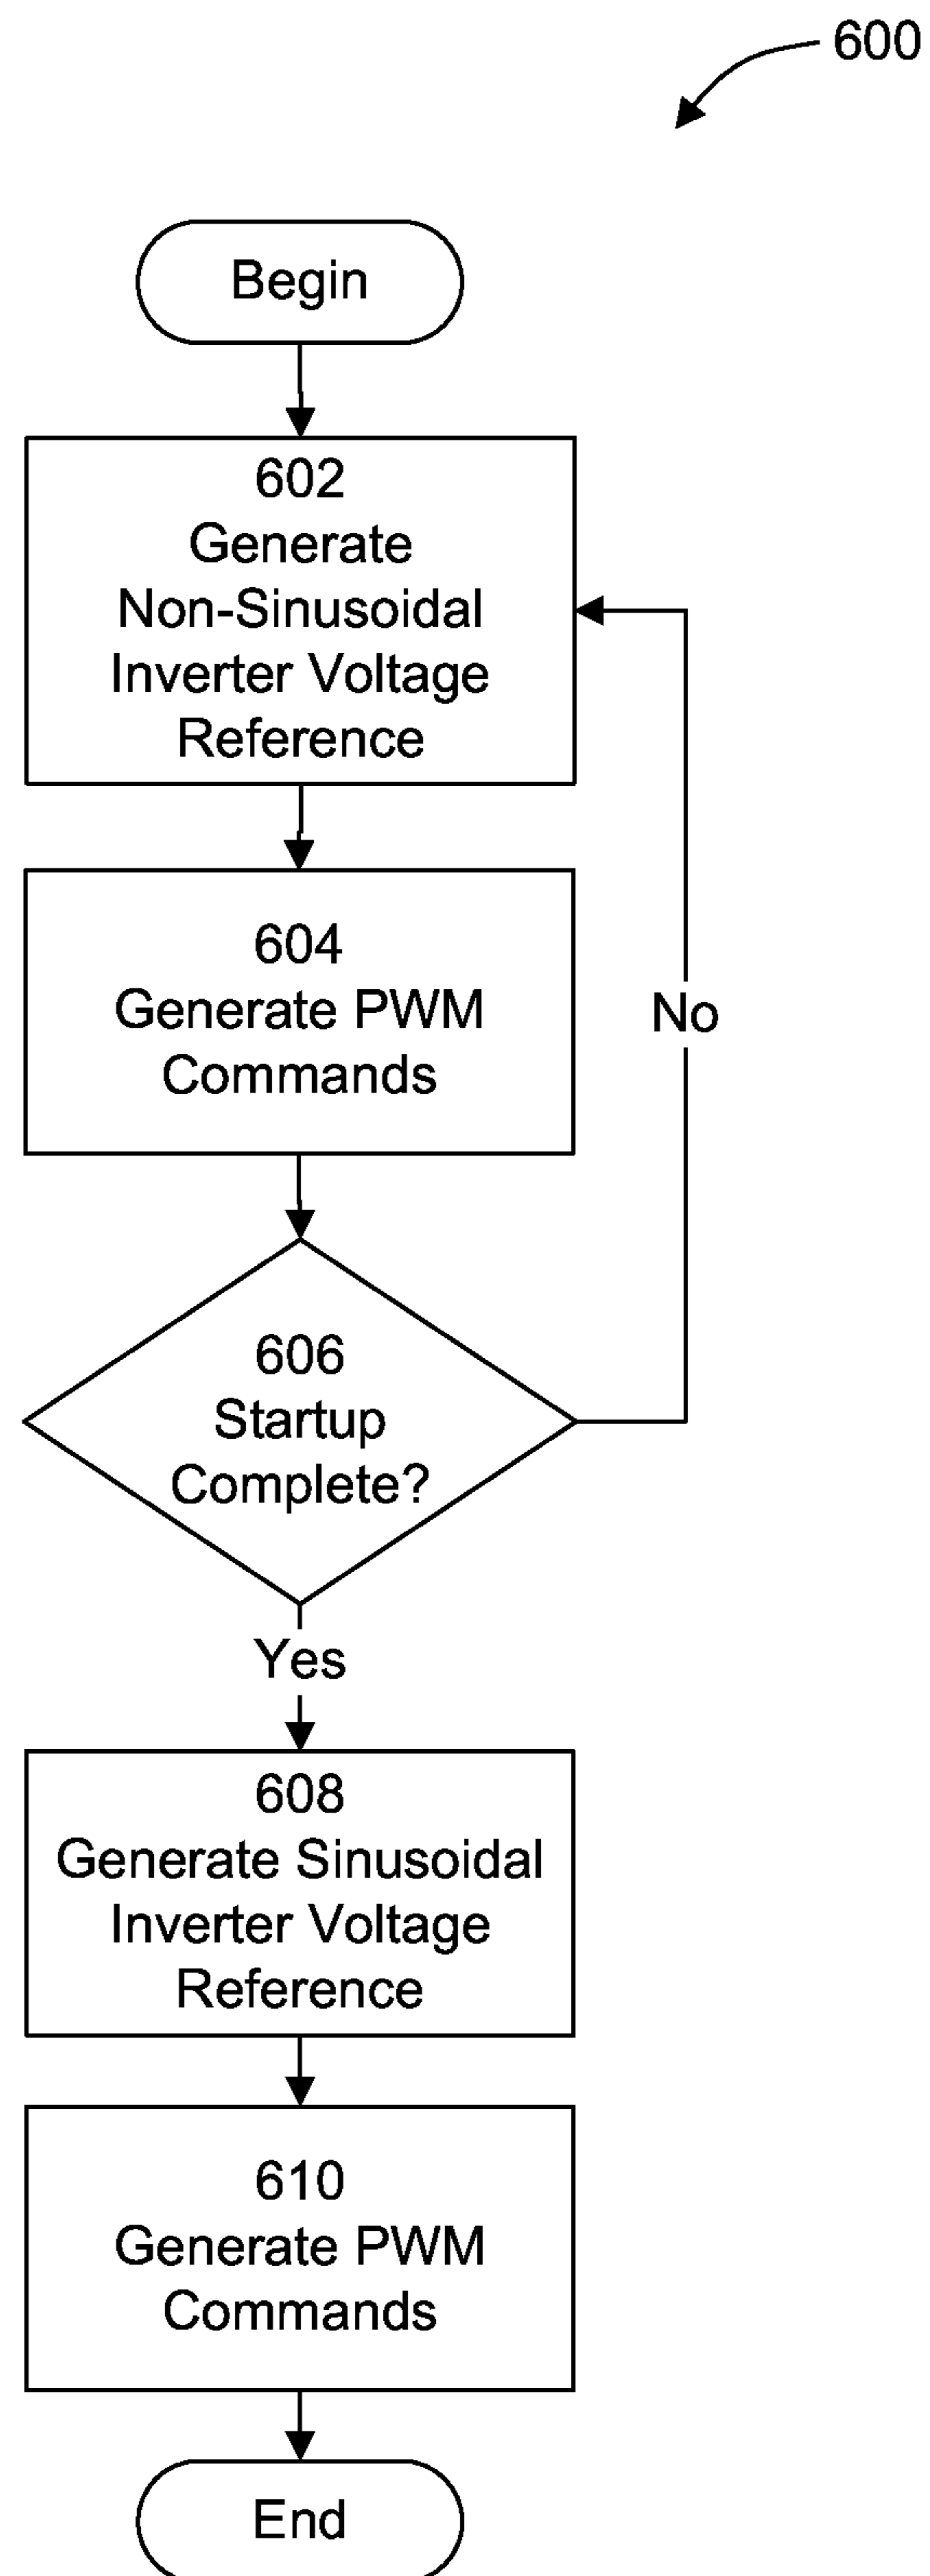 600
Begin
602
Generate
Non-Sinusoidal
Inverter Voltage
Reference
604
Generate PWM
Commands
No
606
Startup
Complete?
Yes
608
Generate Sinusoidal
Inverter Voltage
Reference
610
Generate PWM
Commands
End